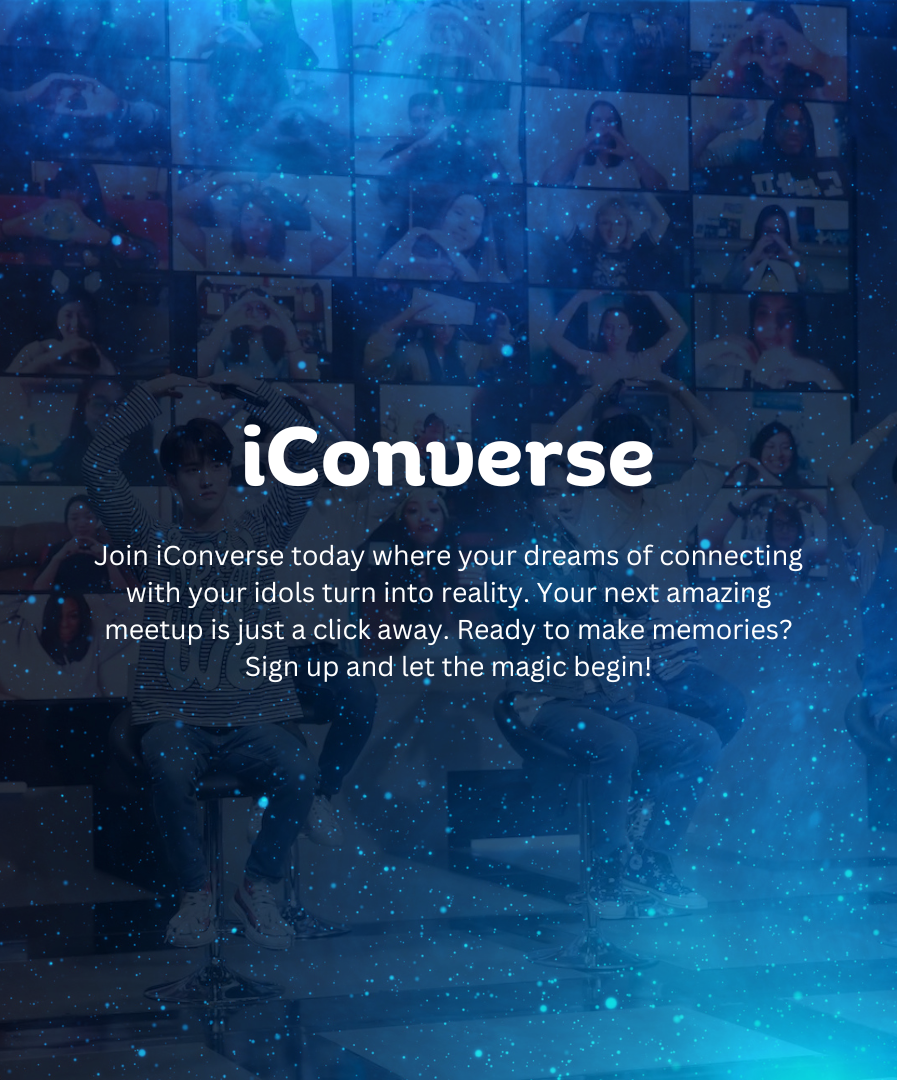 iConverse
Join iConverse today where your dreams of connecting
with your idols turn into reality. Your next amazing
meetup is just a click away. Ready to make memories?
Sign up and let the magic begin!